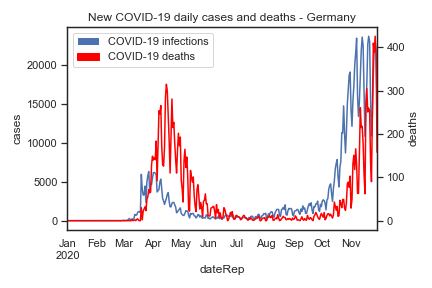 New COVID-19 daily cases and deaths - Germany
COVID-19 infections
COVID-19 deaths
20000
15000
10000
5000
0
cases
400
300
200
100
0
deaths
Jan Feb Mar Apr May Jun Jul Aug Sep Oct Nov
2020
dateRep